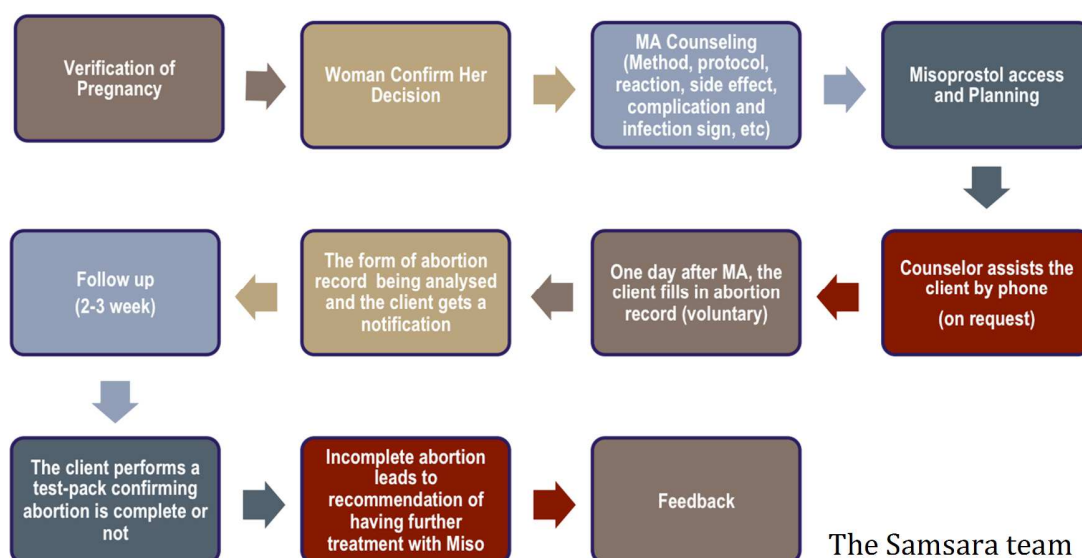 Verification of
Pregnancy
Woman Confirm Her
Decision
MA Counseling
(Method, protocol,
reaction, side effect,
complication and
infection sign, etc)
Misoprostol access
and Planning
Counselor assists the
client by phone
(on request)
One day after MA, the
client fills in abortion
record (voluntary)
The form of abortion
record being analysed
and the client gets a
notification
Follow up
(2-3 week)
The client performs a
test-pack confirming
abortion is complete or
not
Incomplete abortion
leads to
recommendation of
having further
treatment with Miso
Feedback
The Samsara team